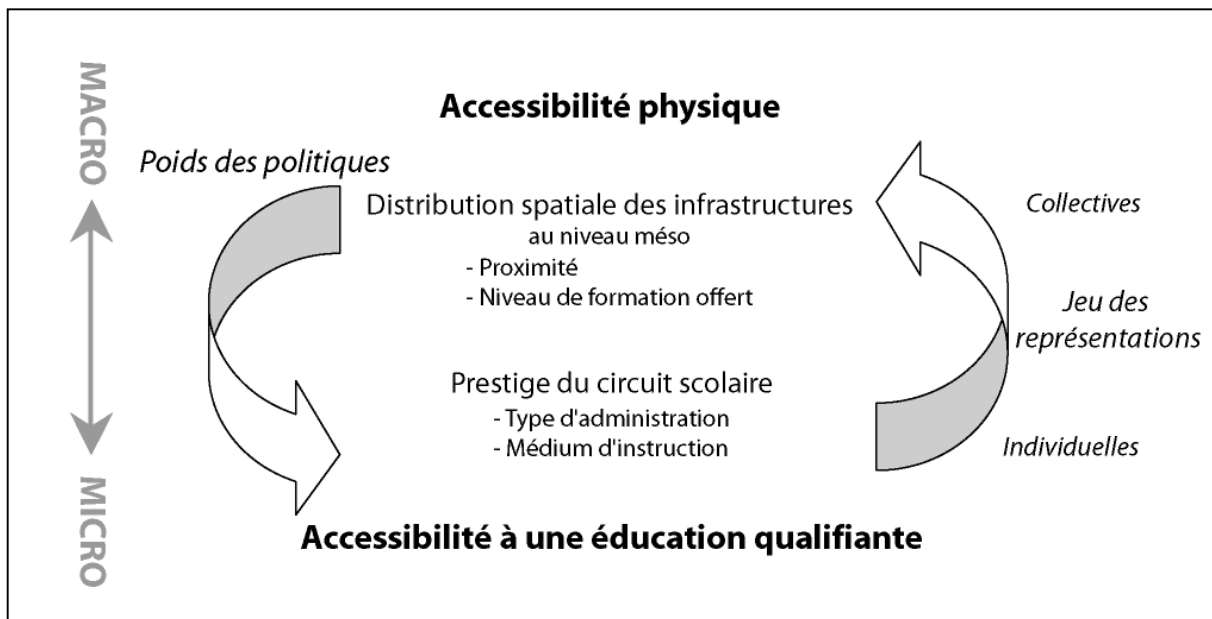 MACRO
Accessibilité physique
Poids des politiques
Distribution spatiale des infrastructures
au niveau méso
- Proximité
- Niveau de formation offert
Collectives
Jeu des
représentations
Prestige du circuit scolaire
- Type d'administration
- Médium d'instruction
Individuelles
MICRO
Accessibilité à une éducation qualifiante